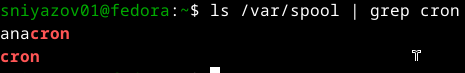 sniyazov01@fedora:~$ ls /var/spool | grep cron
anacron
cron